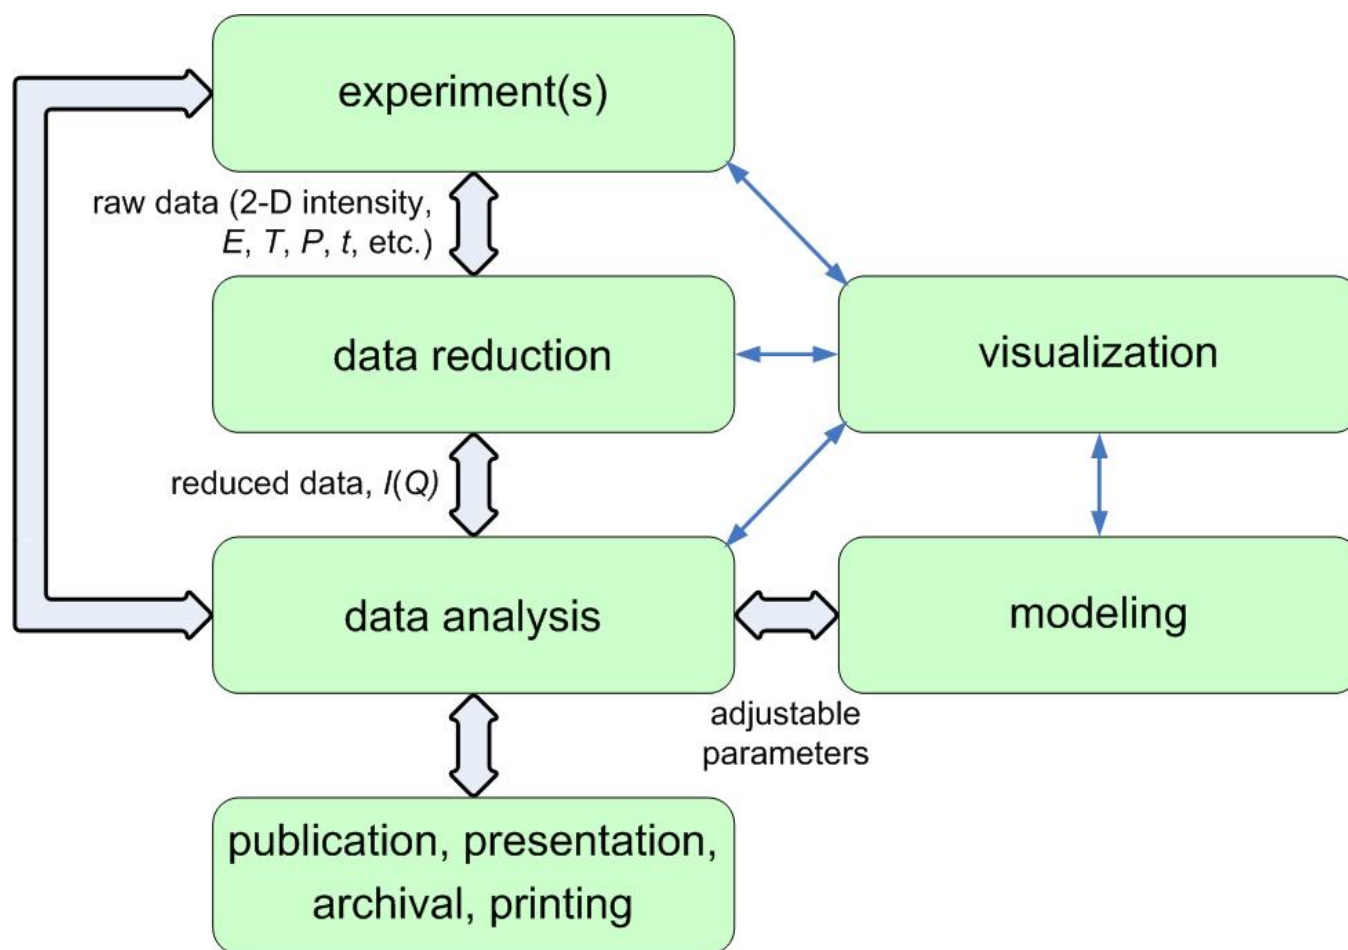 experiment(s)
raw data (2-D intensity,
E, T, P, t, etc.)
data reduction
visualization
reduced data, I(Q)
data analysis
modeling
adjustable
parameters
publication, presentation,
archival, printing